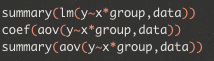 summary(lm(y~x*group,data))
coef(aov(y~x*group,data))
summary(aov(y~x*group,data))